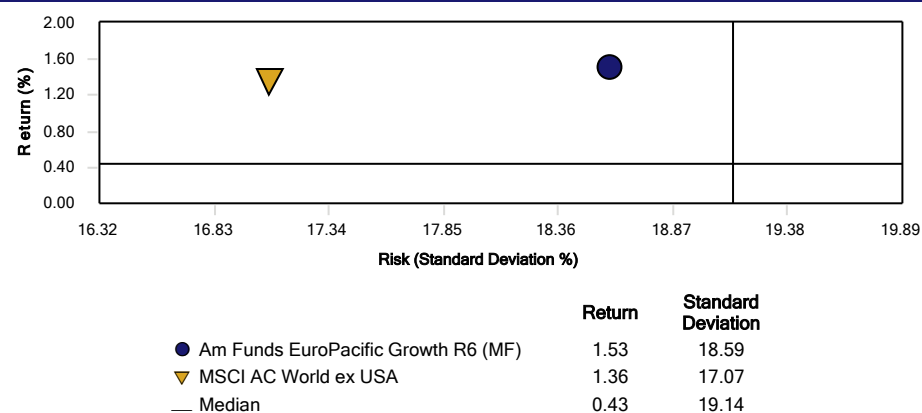 2.00
1.60
1.20
0.80
0.40
0.00
Return (%)
16.32 16.83 17.34 17.85 18.36 18.87 19.38 19.89
Risk (Standard Deviation %)
Return Standard Deviation
Am Funds EuroPacific Growth R6 (MF) 1.53 18.59
MSCI AC World ex USA 1.36 17.07
Median 0.43 19.14